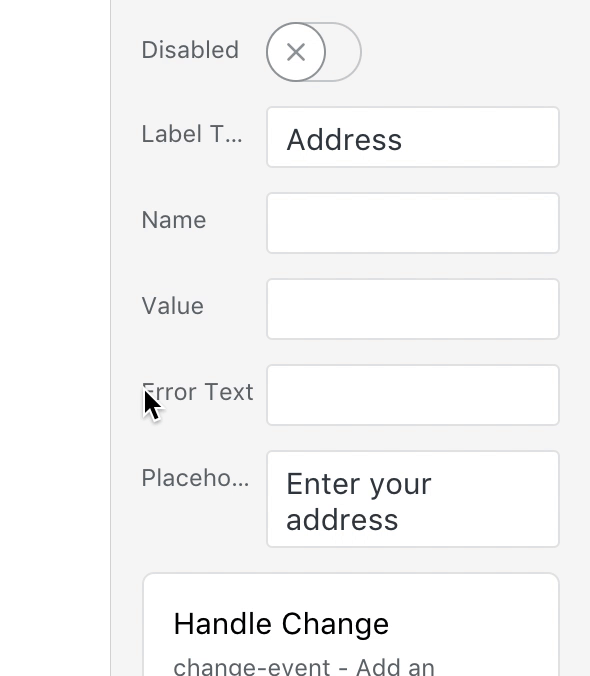 Disabled
Label T...
Address
Name
Value
Error Text
Placeho...
Enter your
address
Handle Change
change-event - Add an